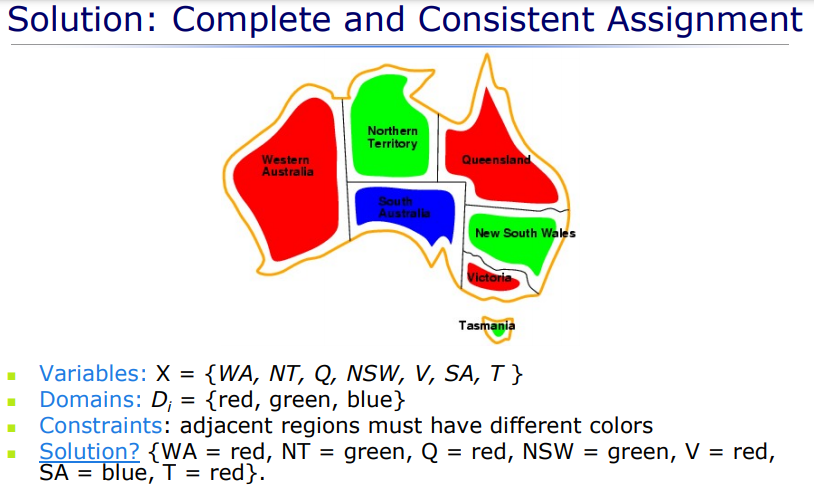 Solution: Complete and Consistent Assignment
Northern
Territory
Western
Australia
Queensland
South
Australia
New South Wales
Victoria
Tasmania
Variables: X = {WA, NT, Q, NSW, V, SA, T }
Domains: Di = {red, green, blue}
Constraints: adjacent regions must have different colors
Solution? {WA = red, NT = green, Q = red, NSW = green, V = red,
SA = blue, T = red}.